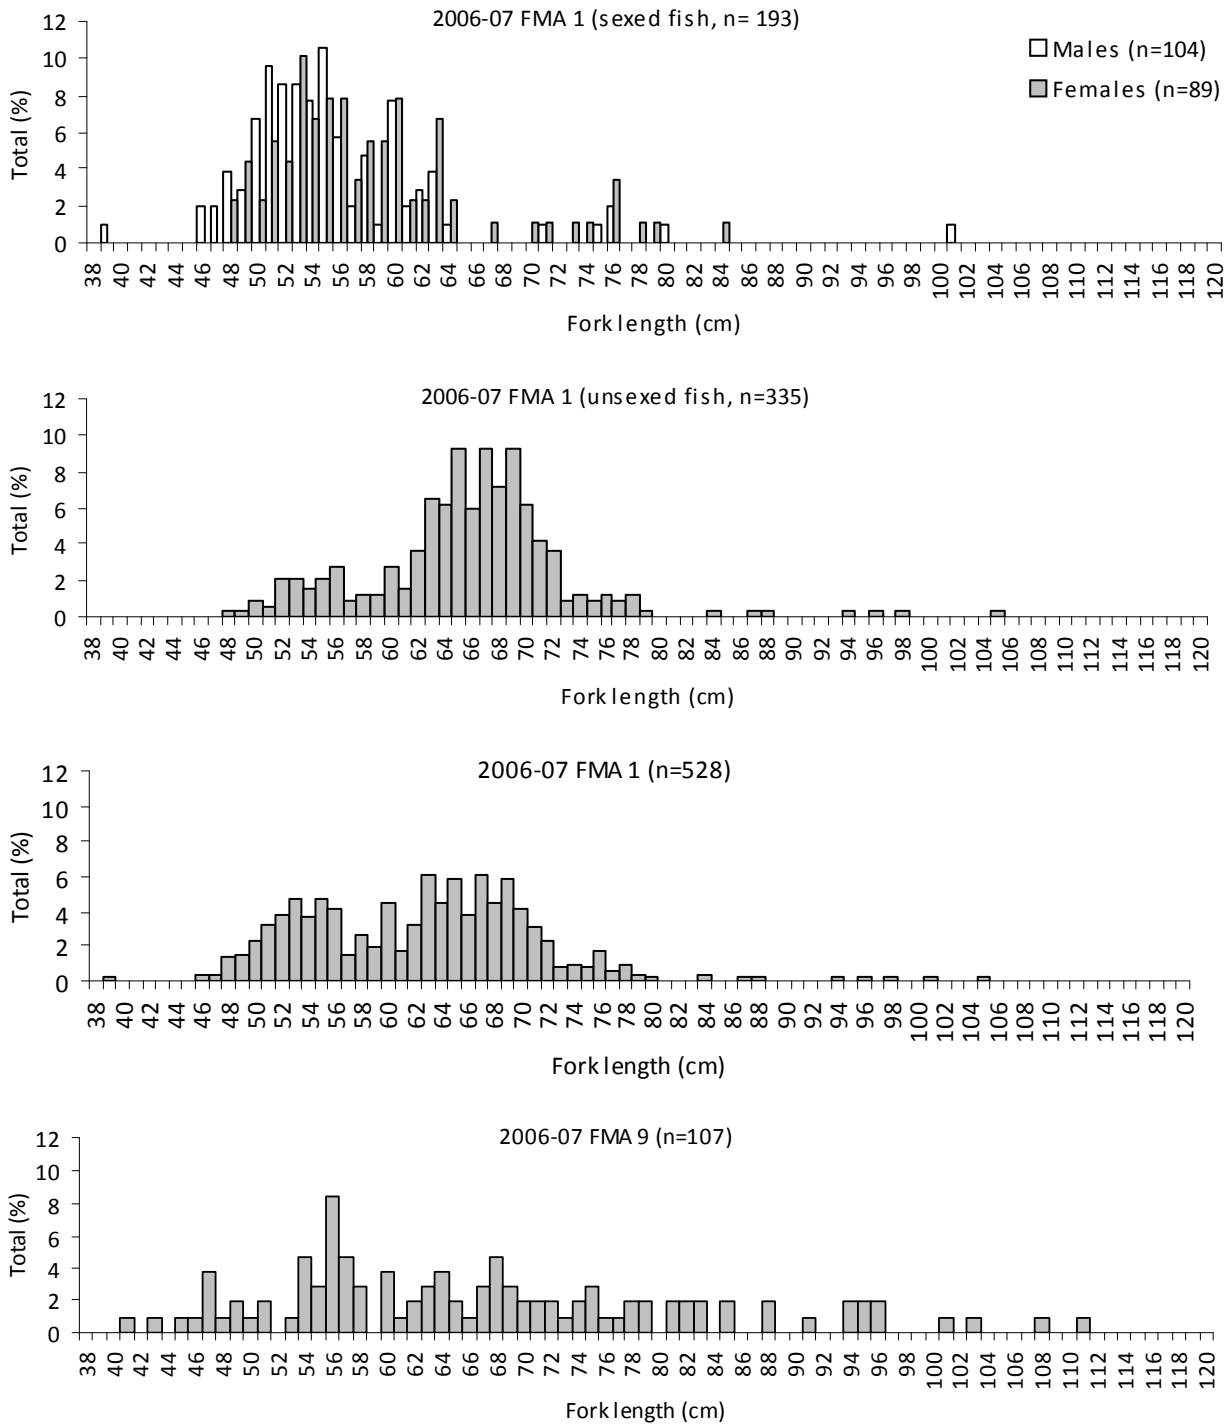 2006-07 FMA 1 (sexed fish, n= 193)
Males (n=104)
Females (n=89)
Total (%)
12
10
8
6
4
2
0
38 40 42 44 46 48 50 52 54 56 58 60 62 64 66 68 70 72 74 76 78 80 82 84 86 88 90 92 94 96 98 100 102 104 106 108 110 112 114 116 118 120
Fork length (cm)
2006-07 FMA 1 (unsexed fish, n=335)
Total (%)
12
10
8
6
4
2
0
38 40 42 44 46 48 50 52 54 56 58 60 62 64 66 68 70 72 74 76 78 80 82 84 86 88 90 92 94 96 98 100 102 104 106 108 110 112 114 116 118 120
Fork length (cm)
2006-07 FMA 1 (n=528)
Total (%)
12
10
8
6
4
2
0
38 40 42 44 46 48 50 52 54 56 58 60 62 64 66 68 70 72 74 76 78 80 82 84 86 88 90 92 94 96 98 100 102 104 106 108 110 112 114 116 118 120
Fork length (cm)
2006-07 FMA 9 (n=107)
Total (%)
12
10
8
6
4
2
0
38 40 42 44 46 48 50 52 54 56 58 60 62 64 66 68 70 72 74 76 78 80 82 84 86 88 90 92 94 96 98 100 102 104 106 108 110 112 114 116 118 120
Fork length (cm)